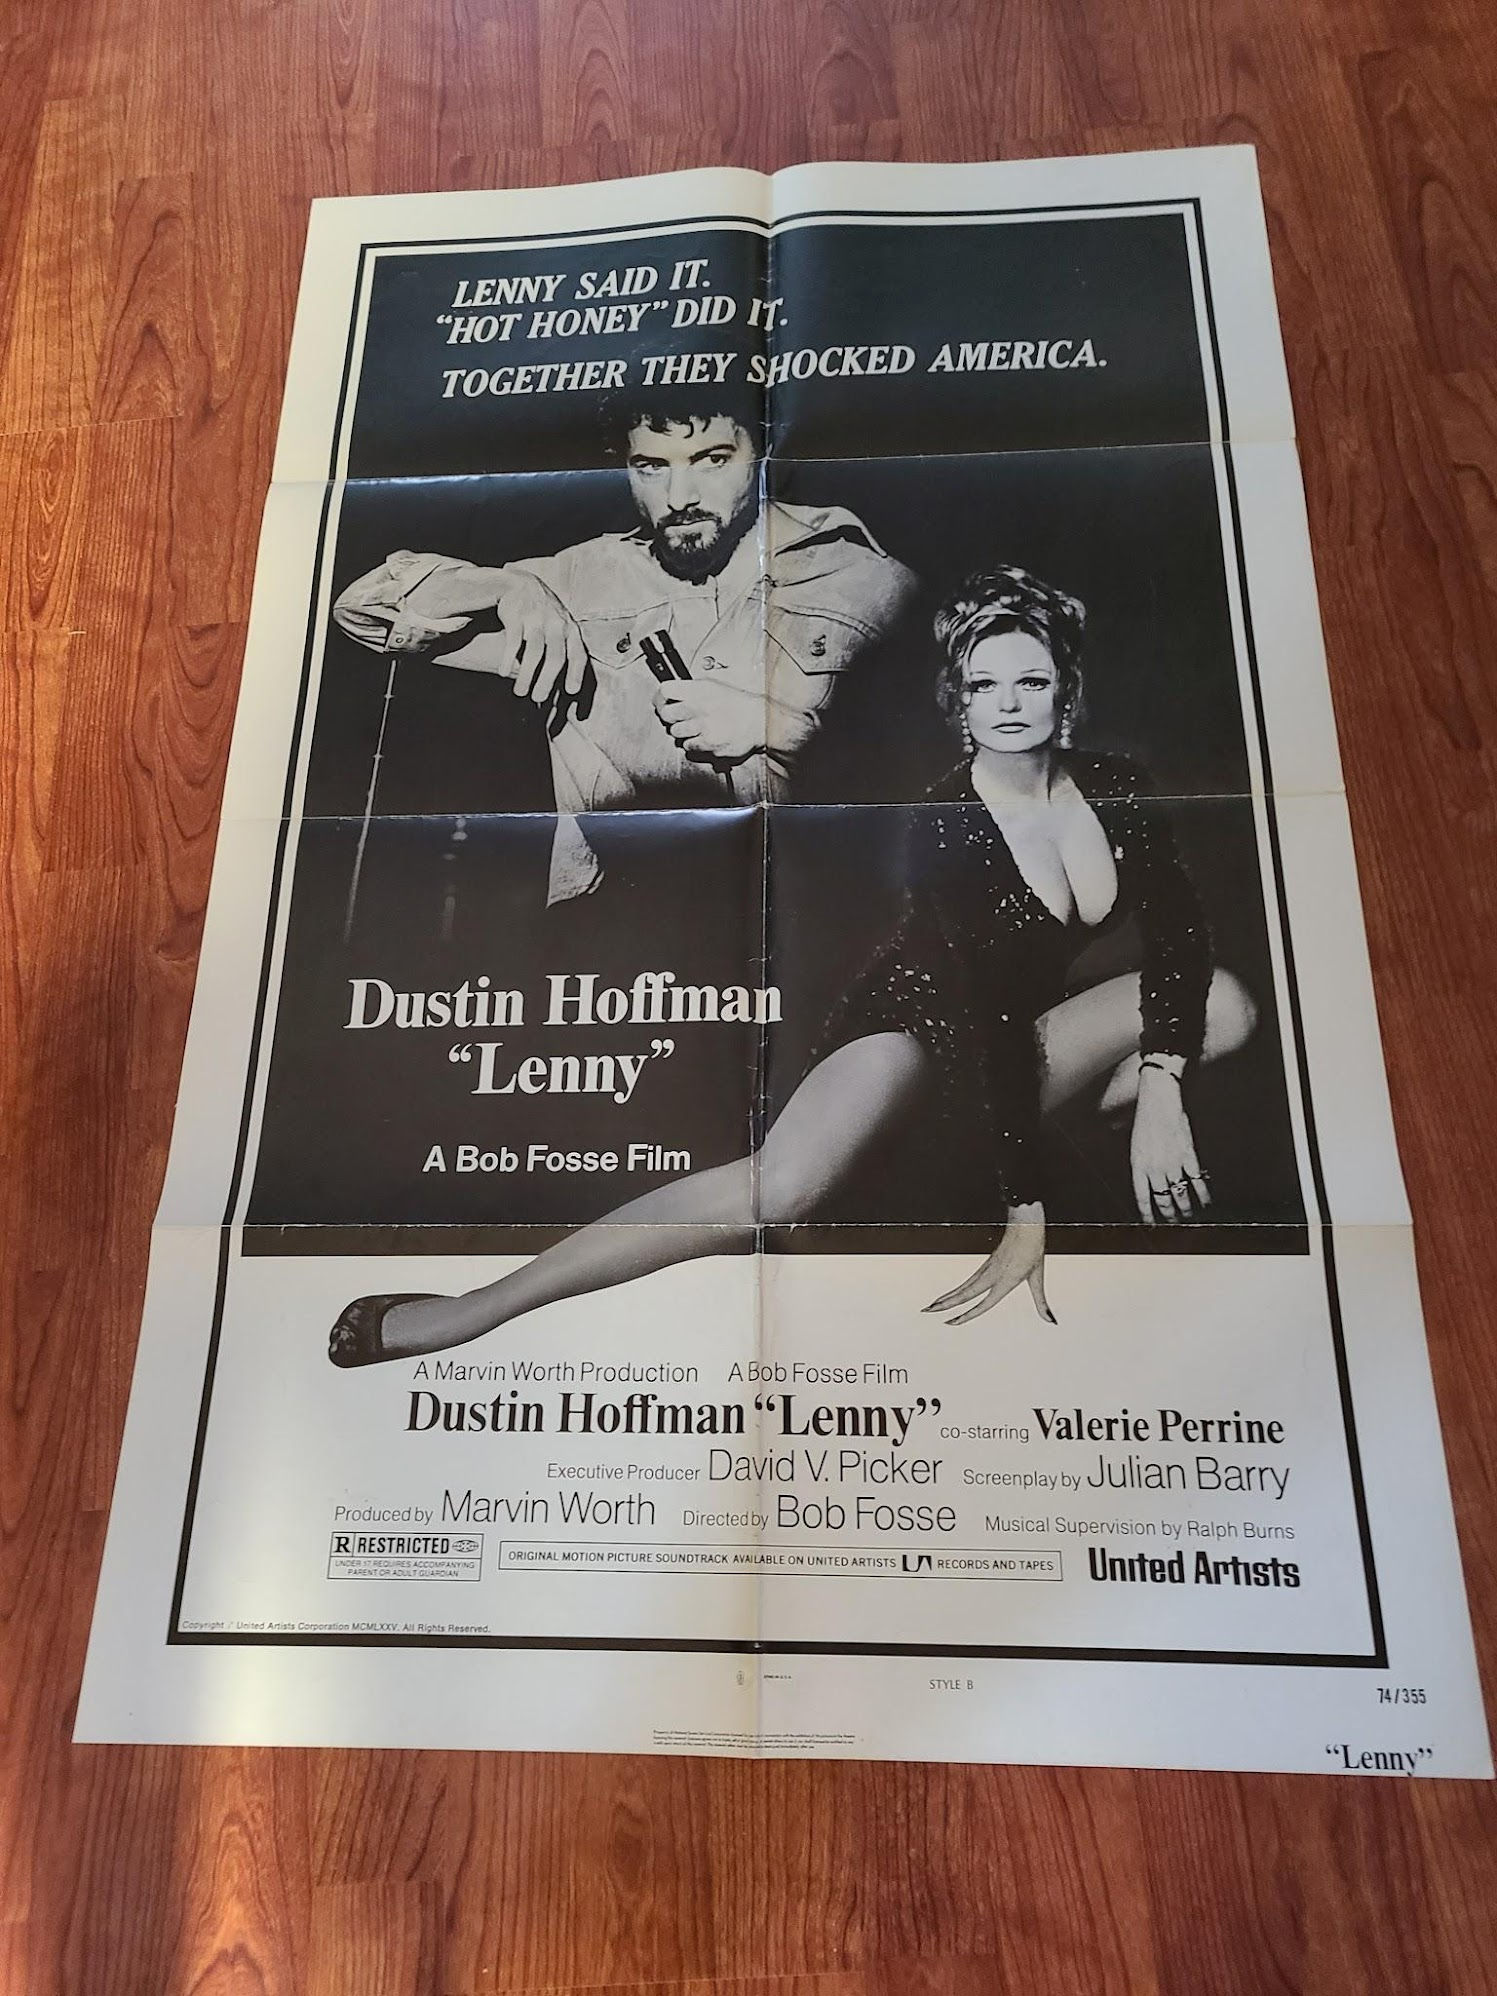 LENNY SAID IT.
“HOT HONEY” DID IT.
TOGETHER THEY SHOCKED AMERICA.
Dustin Hoffman
“Lenny”
A Bob Fosse Film
A Marvin Worth Production A Bob Fosse Film
Dustin Hoffman “Lenny” co-starring Valerie Perrine
Executive Producer David V. Picker Screenplay by Julian Barry
Produced by Marvin Worth Directed by Bob Fosse Musical Supervision by Ralph Burns
R RESTRICTED
UNDER 17 REQUIRES ACCOMPANYING
PARENT OR ADULT GUARDIAN
ORIGINAL MOTION PICTURE SOUNDTRACK AVAILABLE ON UNITED ARTISTS UA RECORDS AND TAPES
United Artists
Copyright © United Artists Corporation MCMLXXV. All Rights Reserved.
STYLE B
74/355
“Lenny”